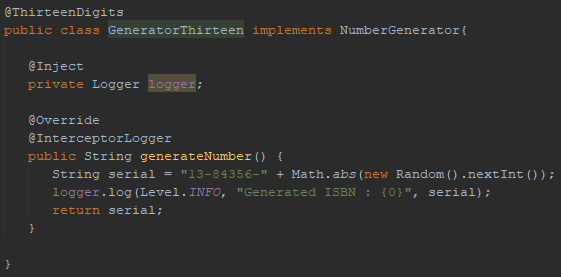 @ThirteenDigits
public class GeneratorThirteen implements NumberGenerator{
@Inject
private Logger logger;
@Override
@InterceptorLogger
public String generateNumber() {
String serial = "13-84356-" + Math.abs(new Random().nextInt());
logger.log(Level.INFO, "Generated ISBN : {0}", serial);
return serial;
}
}